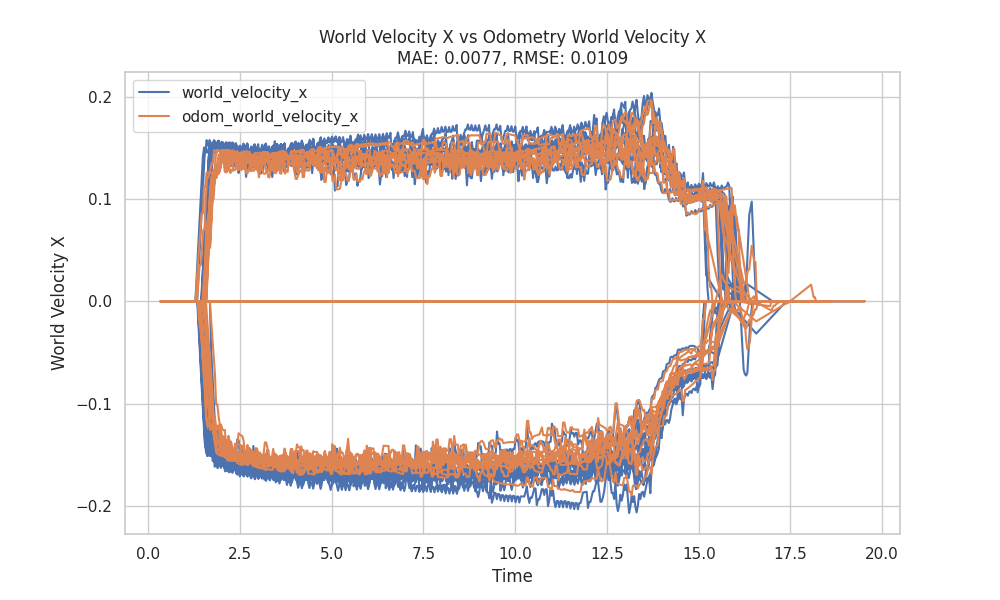 World Velocity X vs Odometry World Velocity X
MAE: 0.0077, RMSE: 0.0109
world_velocity_x
odom_world_velocity_x
World Velocity X
0.2
0.1
0.0
−0.1
−0.2
0.0 2.5 5.0 7.5 10.0 12.5 15.0 17.5 20.0
Time